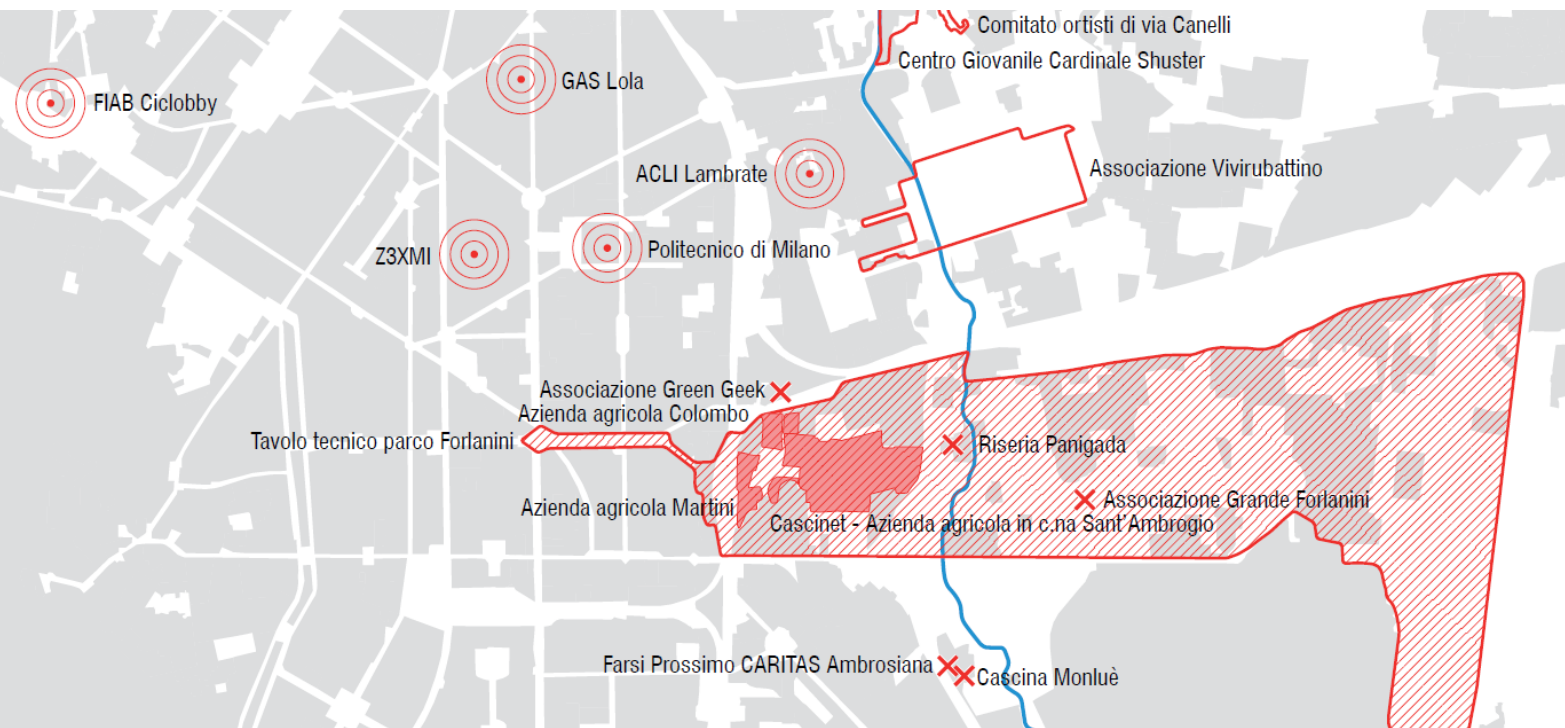 Comitato ortisti di via Canelli
Centro Giovanile Cardinale Shuster
GAS Lola
FIAB Ciclobby
ACLI Lambrate
Associazione Vivirubattino
Z3XMI
Politecnico di Milano
Associazione Green Geek
Azienda agricola Colombo
Tavolo tecnico parco Forlanini
Riseria Panigada
Azienda agricola Martini
Associazione Grande Forlanini
Cascinet - Azienda agricola in c.na Sant'Ambrogio
Farsi Prossimo CARITAS Ambrosiana
Cascina Monluè